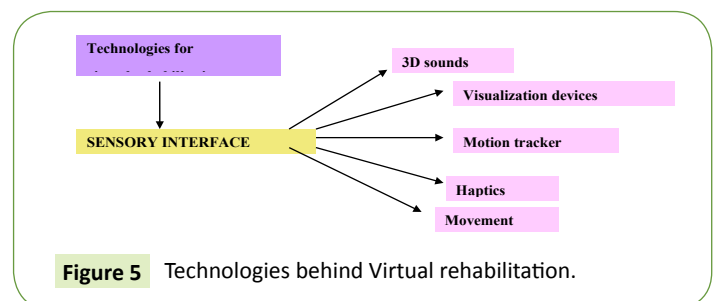 Technologies for
3D sounds
Visualization devices
SENSORY INTERFACE
Motion tracker
Haptics
Movement
Figure 5 Technologies behind Virtual rehabilitation.